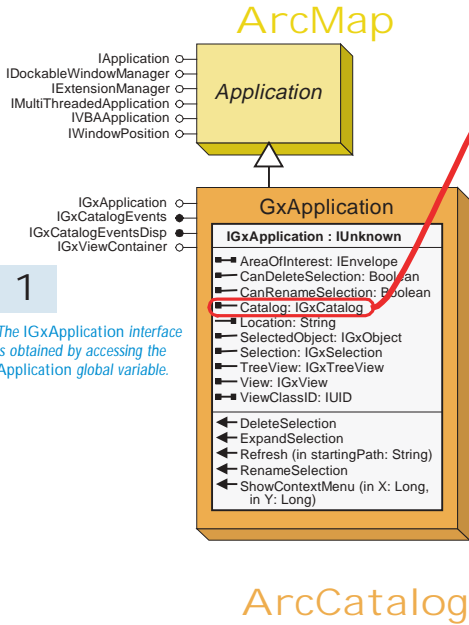 ArcMap
IApplication
IDockableWindowManager
IExtensionManager
IMultiThreadedApplication
IVBAApplication
IWindowPosition
Application
IGxApplication
IGxCatalogEvents
IGxCatalogEventsDisp
IGxViewContainer
GxApplication
IGxApplication : IUnknown
AreaOfInterest: IEnvelope
CanDeleteSelection: Boolean
CanRenameSelection: Boolean
Catalog: IGxCatalog
Location: String
SelectedObject: IGxObject
Selection: IGxSelection
TreeView: IGxTreeView
View: IGxView
ViewClassID: IUID
DeleteSelection
ExpandSelection
Refresh (in startingPath: String)
RenameSelection
ShowContextMenu (in X: Long,
in Y: Long)
1
The IGxApplication interface
is obtained by accessing the
Application global variable.
ArcCatalog